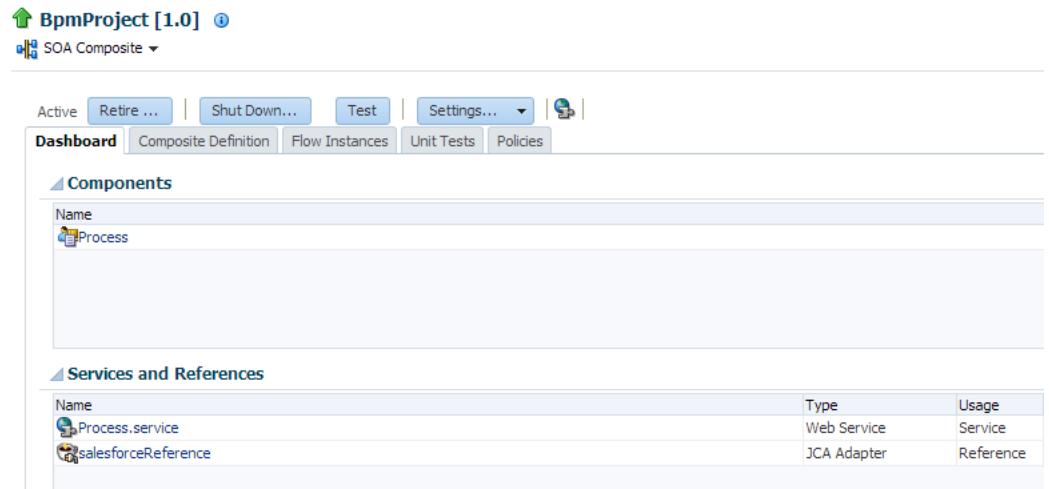 BpmProject [1.0]
SOA Composite
Active Retire ... Shut Down... Test Settings...
Dashboard Composite Definition Flow Instances Unit Tests Policies
Components
Name
Process
Services and References
Name Type Usage
Process.service Web Service Service
salesforceReference JCA Adapter Reference